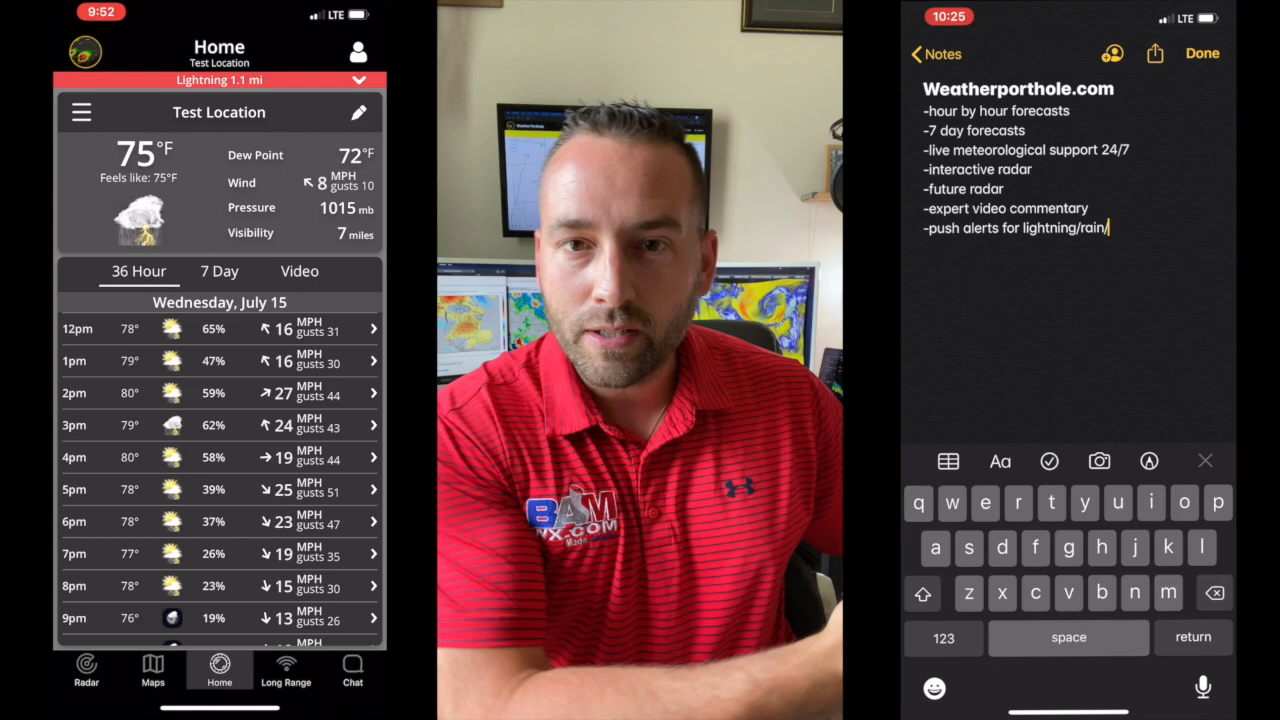 9:52
LTE
Home
Test Location
Lightning 1.1 mi
Test Location
75°F
Feels like: 75°F
Dew Point 72°F
Wind 8 MPH gusts 10
Pressure 1015 mb
Visibility 7 miles
36 Hour 7 Day Video
Wednesday, July 15
12pm 78° 65% 16 MPH gusts 31
1pm 79° 47% 16 MPH gusts 30
2pm 80° 59% 27 MPH gusts 44
3pm 79° 62% 24 MPH gusts 43
4pm 80° 58% 19 MPH gusts 44
5pm 78° 39% 25 MPH gusts 51
6pm 78° 37% 23 MPH gusts 47
7pm 77° 26% 19 MPH gusts 35
8pm 78° 23% 15 MPH gusts 30
9pm 76° 19% 13 MPH gusts 26
Radar Maps Home Long Range Chat
Weather Porthole
BAM
WX.COM
Made
10:25
LTE
Notes Done
Weatherporthole.com
-hour by hour forecasts
-7 day forecasts
-live meteorological support 24/7
-interactive radar
-future radar
-expert video commentary
-push alerts for lightning/rain/
Aa
q w e r t y u i o p
a s d f g h j k l
z x c v b n m
123 space return